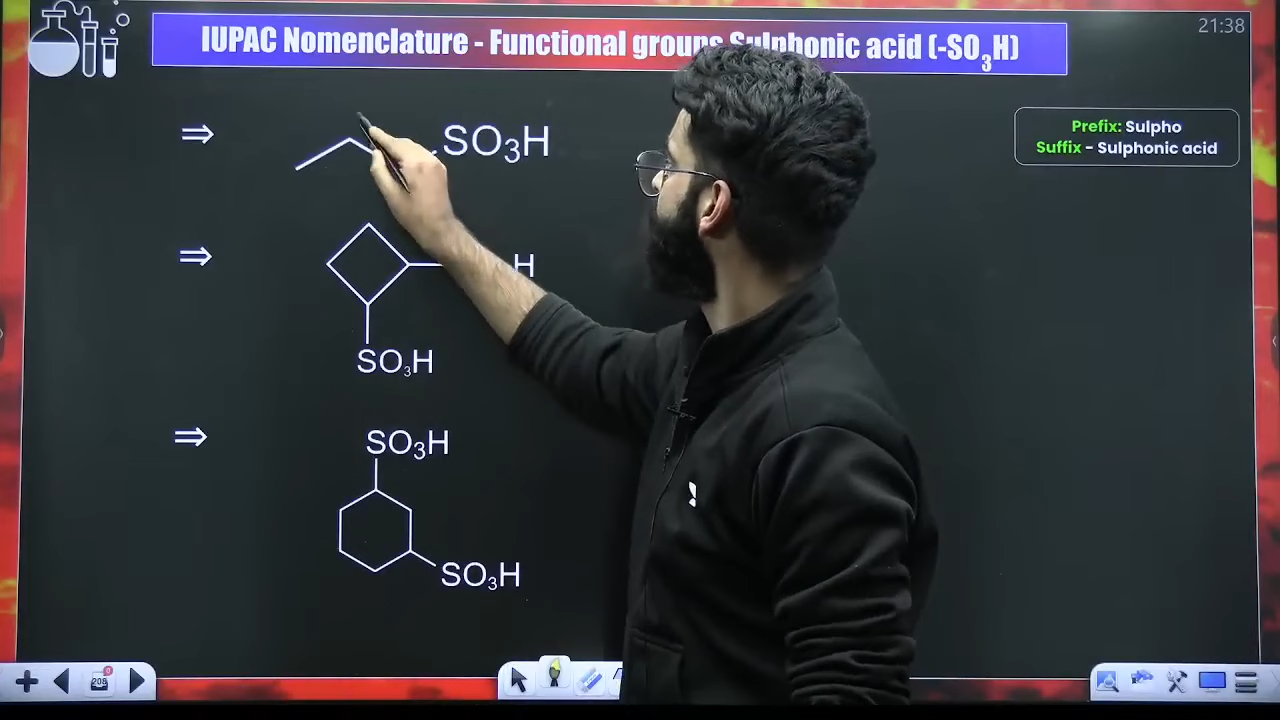 IUPAC Nomenclature - Functional groups Sulphonic acid (-SO₃H)
21:38
Prefix: Sulpho
Suffix - Sulphonic acid
⇒ SO₃H
⇒ H
SO₃H
⇒ SO₃H
SO₃H
208